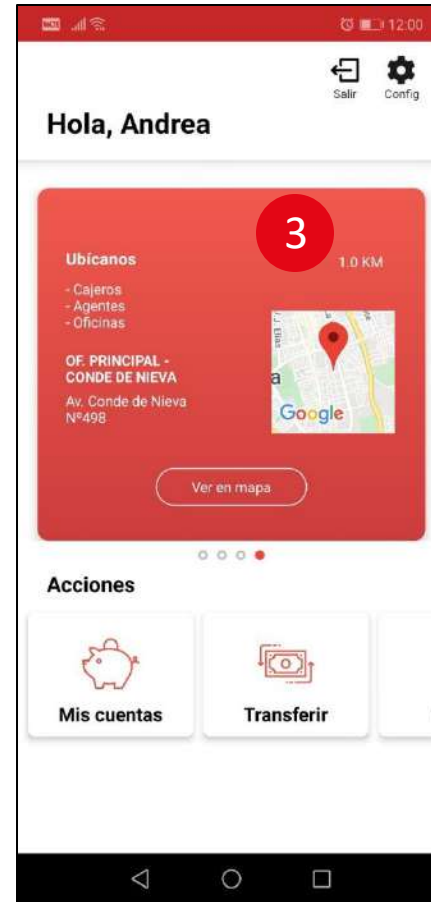 12:00
Salir
Config
Hola, Andrea
3
Ubícanos
1.0 KM
- Cajeros
- Agentes
- Oficinas
OF. PRINCIPAL -
CONDE DE NIEVA
Av. Conde de Nieva
Nº498
a
Google
Ver en mapa
Acciones
Mis cuentas
Transferir